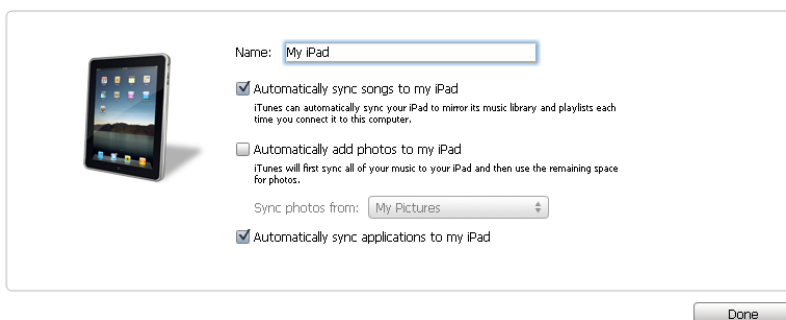 Name: My iPad
Automatically sync songs to my iPad
iTunes can automatically sync your iPad to mirror its music library and playlists each
time you connect it to this computer.
Automatically add photos to my iPad
iTunes will first sync all of your music to your iPad and then use the remaining space
for photos.
Sync photos from: My Pictures
Automatically sync applications to my iPad
Done